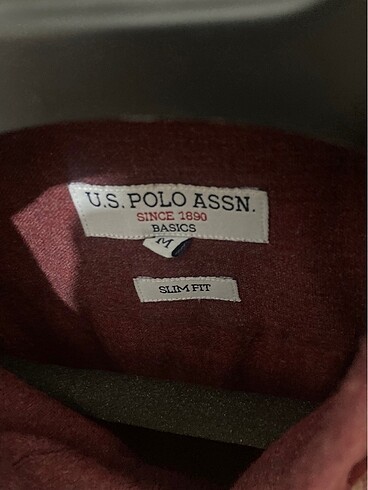 U.S. POLO ASSN.
SINCE 1890
BASICS
M
SLIM FIT